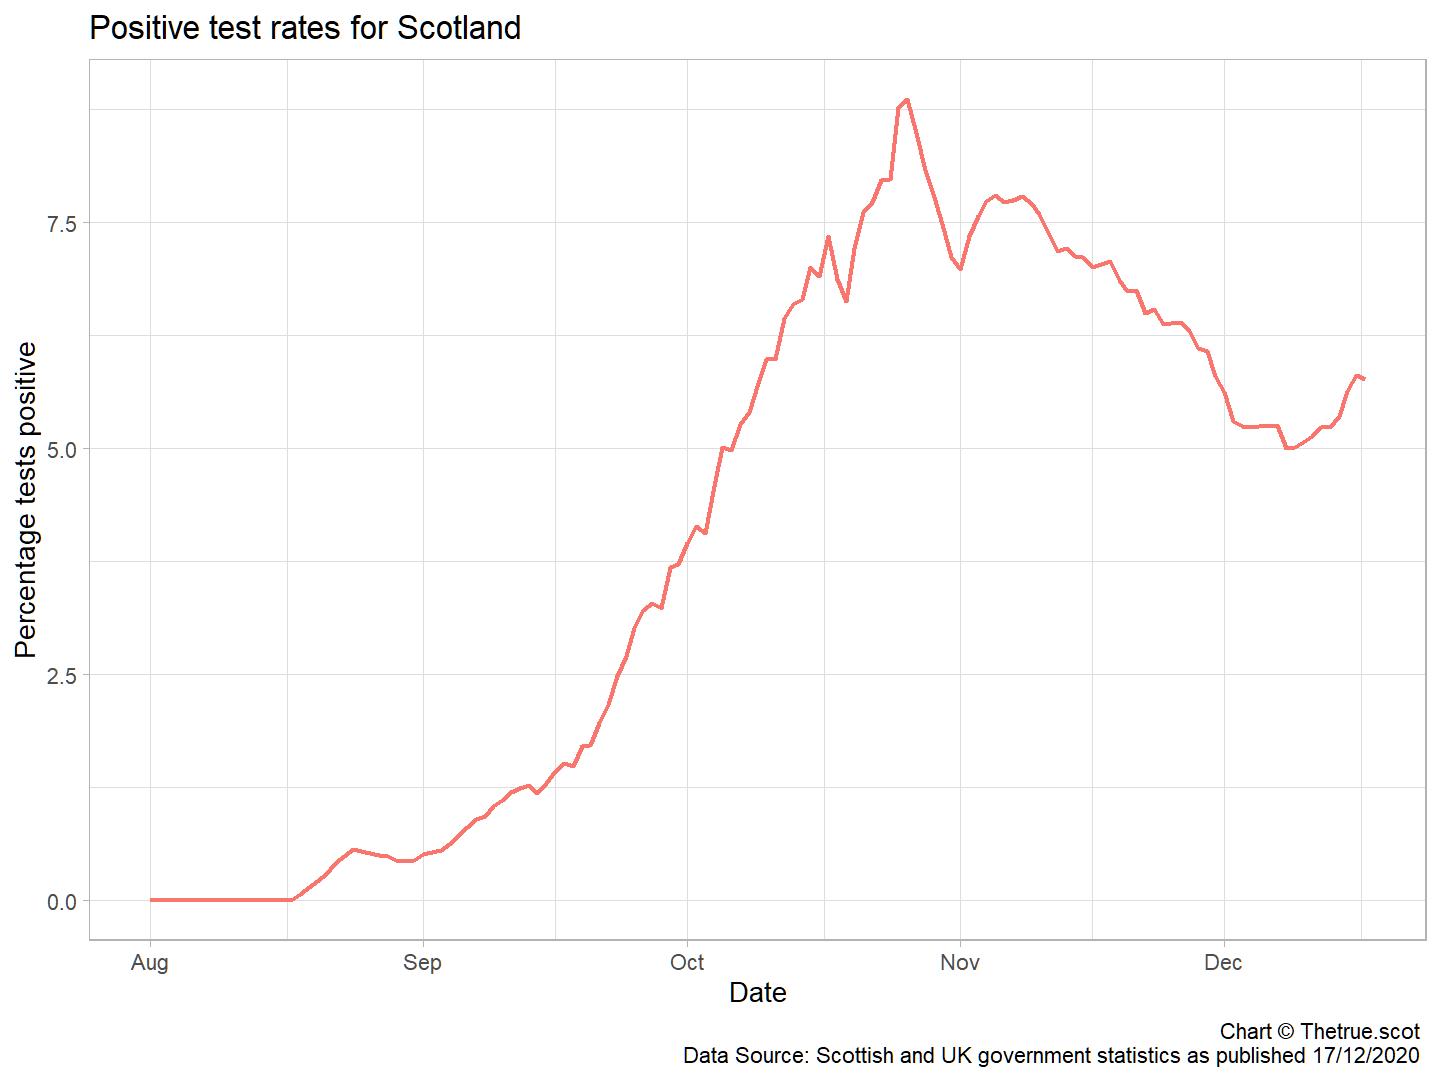 Positive test rates for Scotland
Percentage tests positive
7.5
5.0
2.5
0.0
Aug Sep Oct Nov Dec
Date
Chart © Thetrue.scot
Data Source: Scottish and UK government statistics as published 17/12/2020